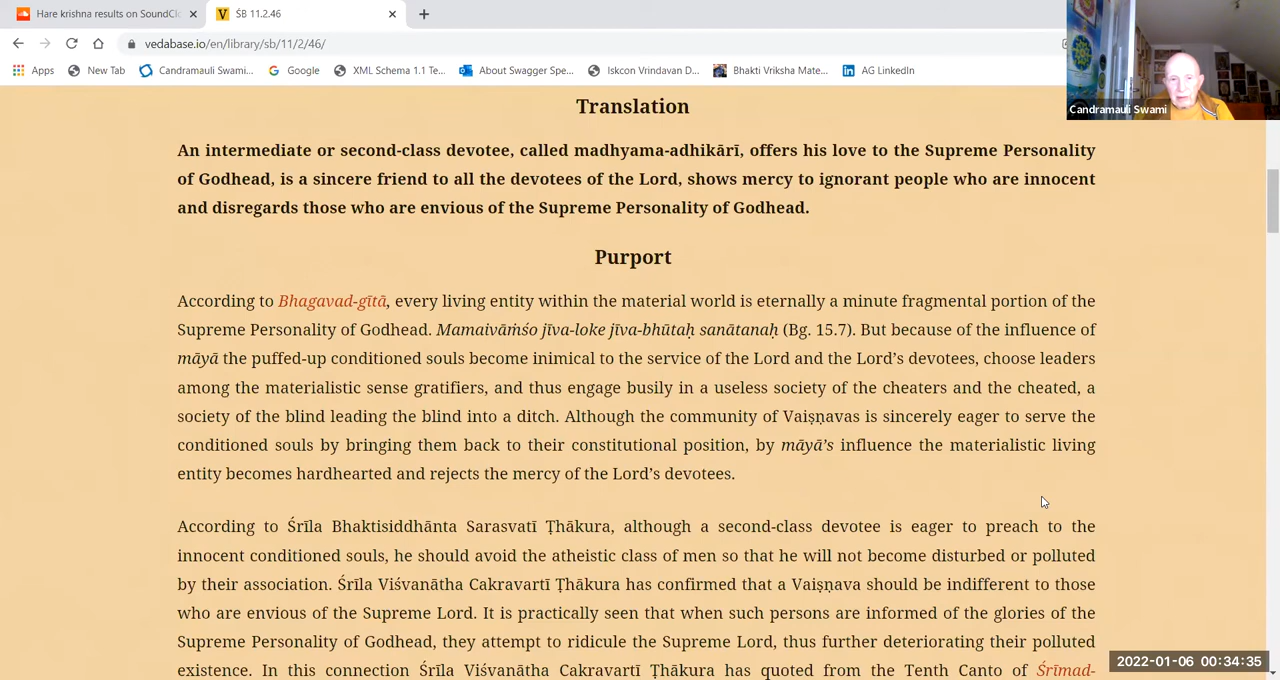 Hare krishna results on SoundCl
ŚB 11.2.46
vedabase.io/en/library/sb/11/2/46/
Apps New Tab Candramauli Swami... Google XML Schema 1.1 Te... About Swagger Spe... Iskcon Vrindavan D... Bhakti Vriksha Mate... AG LinkedIn
Candramauli Swami
Translation
An intermediate or second-class devotee, called madhyama-adhikārī, offers his love to the Supreme Personality
of Godhead, is a sincere friend to all the devotees of the Lord, shows mercy to ignorant people who are innocent
and disregards those who are envious of the Supreme Personality of Godhead.
Purport
According to Bhagavad-gītā, every living entity within the material world is eternally a minute fragmental portion of the
Supreme Personality of Godhead. Mamaivāṁśo jīva-loke jīva-bhūtaḥ sanātanaḥ (Bg. 15.7). But because of the influence of
māyā the puffed-up conditioned souls become inimical to the service of the Lord and the Lord's devotees, choose leaders
among the materialistic sense gratifiers, and thus engage busily in a useless society of the cheaters and the cheated, a
society of the blind leading the blind into a ditch. Although the community of Vaiṣṇavas is sincerely eager to serve the
conditioned souls by bringing them back to their constitutional position, by māyā's influence the materialistic living
entity becomes hardhearted and rejects the mercy of the Lord's devotees.
According to Śrīla Bhaktisiddhānta Sarasvatī Ṭhākura, although a second-class devotee is eager to preach to the
innocent conditioned souls, he should avoid the atheistic class of men so that he will not become disturbed or polluted
by their association. Śrīla Viśvanātha Cakravartī Ṭhākura has confirmed that a Vaiṣṇava should be indifferent to those
who are envious of the Supreme Lord. It is practically seen that when such persons are informed of the glories of the
Supreme Personality of Godhead, they attempt to ridicule the Supreme Lord, thus further deteriorating their polluted
existence. In this connection Śrīla Viśvanātha Cakravartī Ṭhākura has quoted from the Tenth Canto of Śrīmad-
2022-01-06 00:34:35